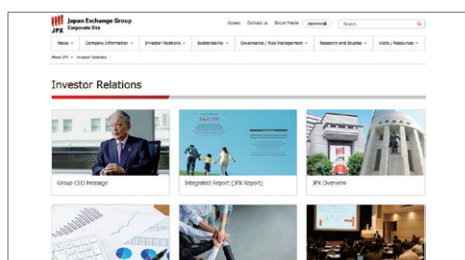 Japan Exchange Group
Corporate Site
JPX
Access Contact us Social Media Japanese Search
News Company Information Investor Relations Sustainability Governance / Risk Management Research and Studies Visits / Resources
About JPX > Investor Relations
Investor Relations
Group CEO Message
Integrated Report (JPX Report)
JPX Overview